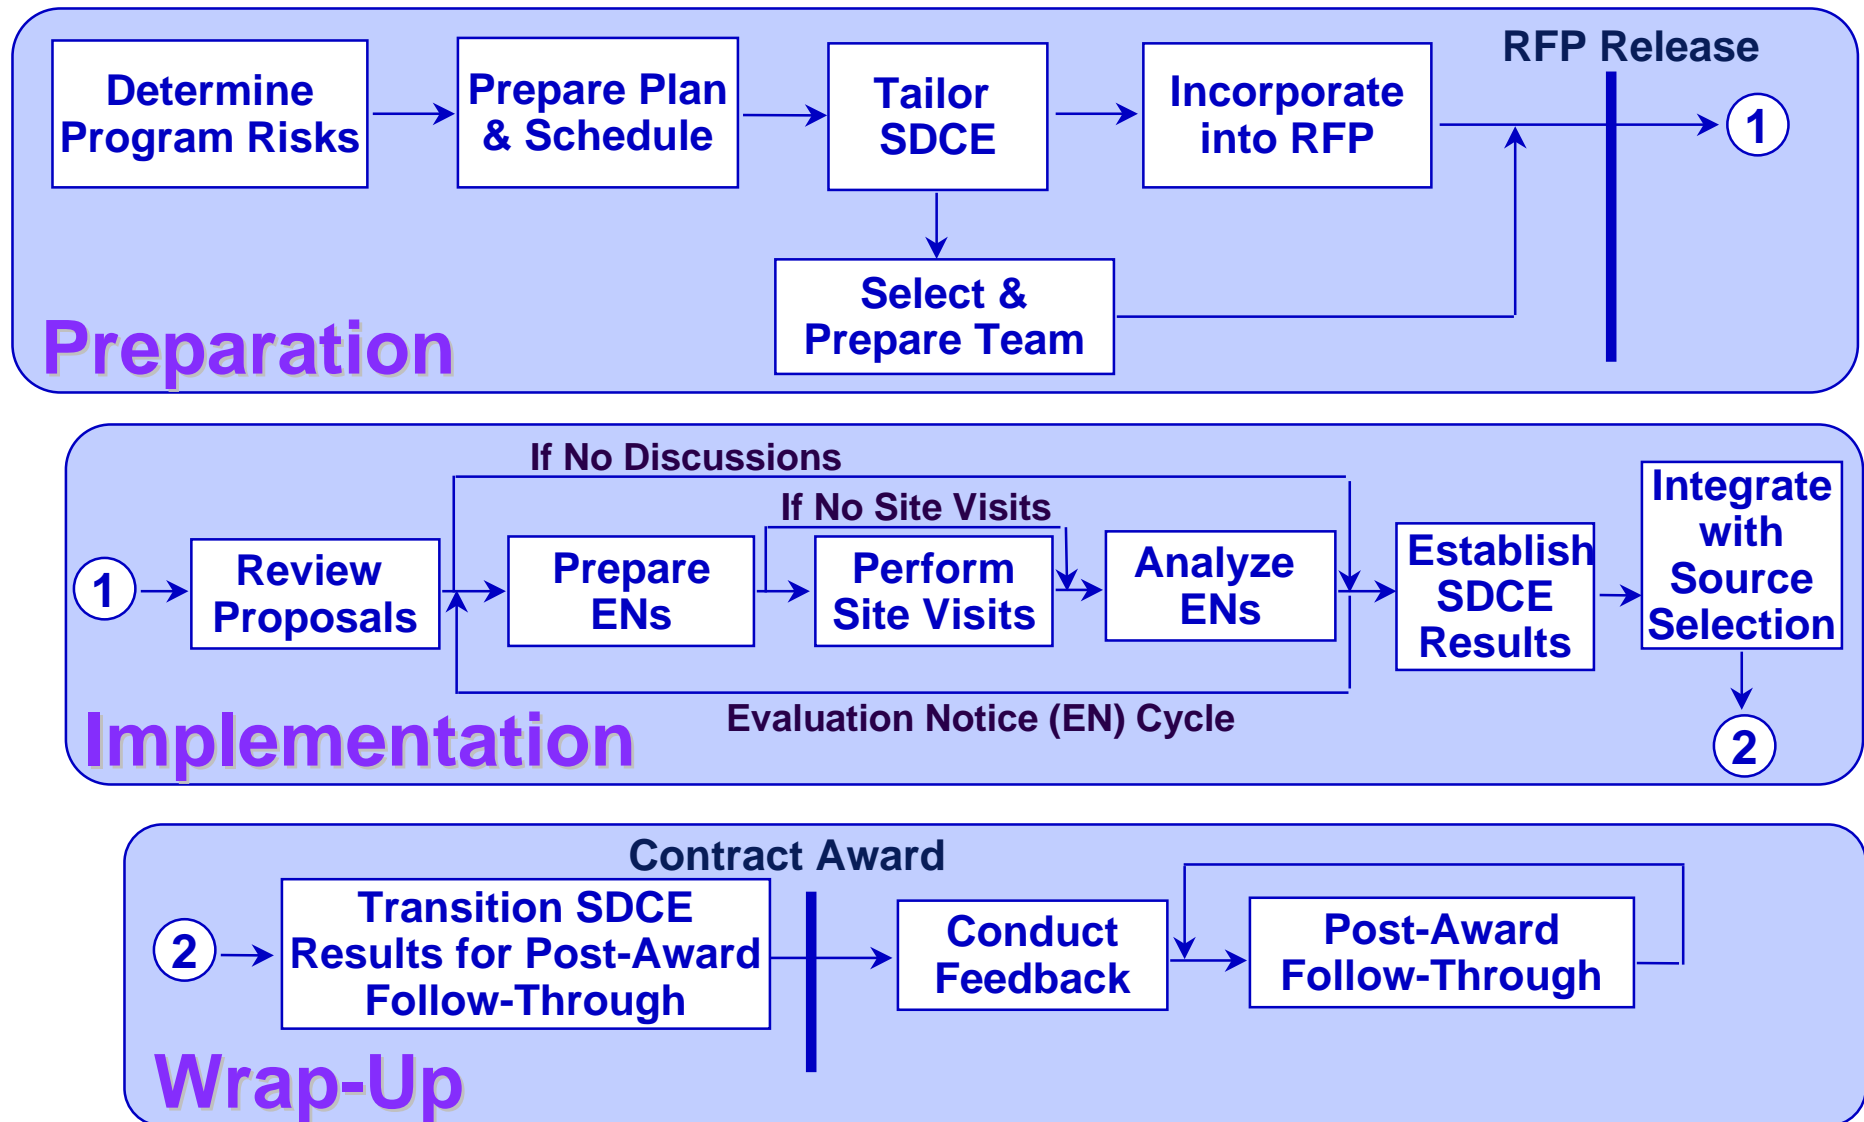 RFP Release
Determine
Program Risks
Prepare Plan
& Schedule
Tailor
SDCE
Incorporate
into RFP
1
Select &
Prepare Team
Preparation
If No Discussions
If No Site Visits
1
Review
Proposals
Prepare
ENs
Perform
Site Visits
Analyze
ENs
Establish
SDCE
Results
Integrate
with
Source
Selection
Evaluation Notice (EN) Cycle
2
Implementation
Contract Award
2
Transition SDCE
Results for Post-Award
Follow-Through
Conduct
Feedback
Post-Award
Follow-Through
Wrap-Up